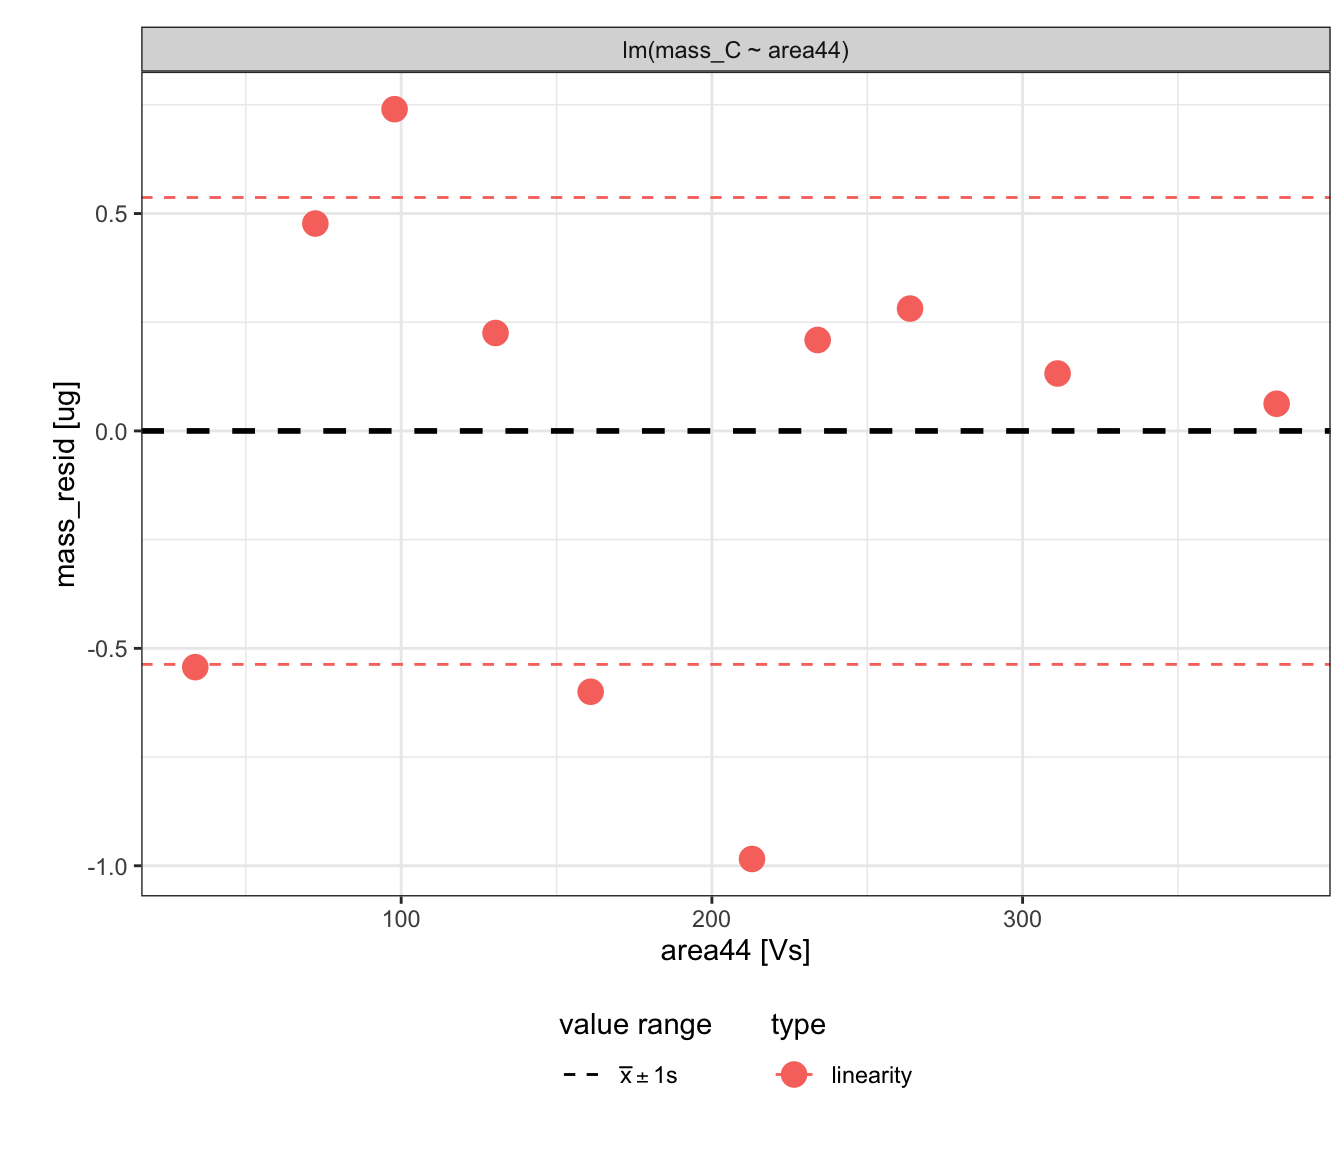 lm(mass_C ~ area44)
0.5
0.0
-0.5
-1.0
mass_resid [ug]
100 200 300
area44 [Vs]
value range type
x̅ ± 1s linearity